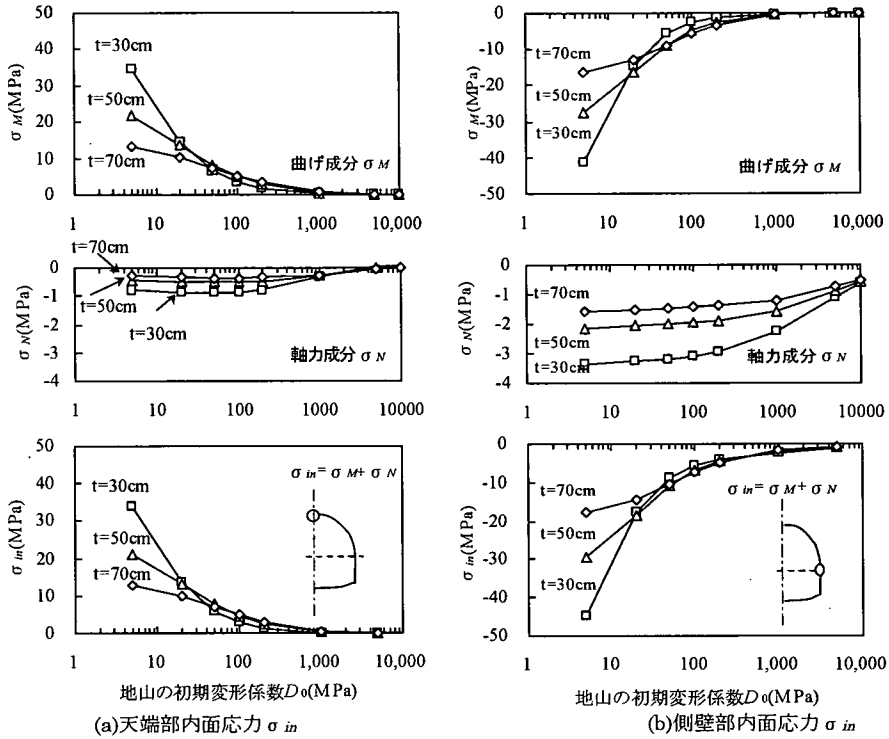 50
40
30
20
10
0
σM(MPa)
t=30cm
t=50cm
t=70cm
曲げ成分 σM
1 10 100 1,000 10,000
0
-10
-20
-30
-40
-50
σM(MPa)
t=70cm
t=50cm
t=30cm
曲げ成分 σM
1 10 100 1,000 10,000
t=70cm
0
-1
-2
-3
-4
σN(MPa)
t=50cm
t=30cm
軸力成分 σN
1 10 100 1000 10000
0
-1
-2
-3
-4
σN(MPa)
t=70cm
t=50cm
t=30cm
軸力成分 σN
1 10 100 1000 10000
50
40
30
20
10
0
σin(MPa)
t=30cm
t=50cm
t=70cm
σin=σM+σN
1 10 100 1,000 10,000
地山の初期変形係数D0(MPa)
(a)天端部内面応力 σin
0
-10
-20
-30
-40
-50
σin(MPa)
t=70cm
t=50cm
t=30cm
σin=σM+σN
1 10 100 1,000 10,000
地山の初期変形係数D0(MPa)
(b)側壁部内面応力 σin